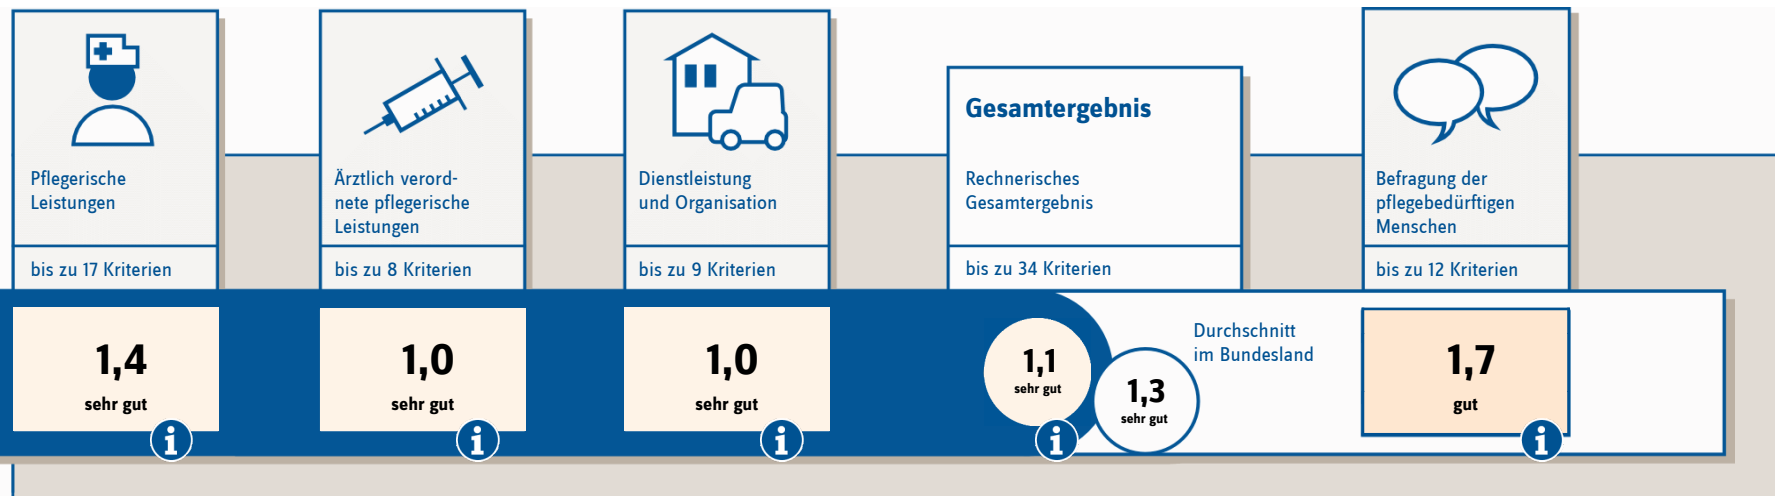 Pflegerische
Leistungen
bis zu 17 Kriterien
1,4
sehr gut
i
Ärztlich verord-
nete pflegerische
Leistungen
bis zu 8 Kriterien
1,0
sehr gut
i
Dienstleistung
und Organisation
bis zu 9 Kriterien
1,0
sehr gut
i
Gesamtergebnis
Rechnerisches
Gesamtergebnis
bis zu 34 Kriterien
1,1
sehr gut
i
1,3
sehr gut
Durchschnitt
im Bundesland
Befragung der
pflegebedürftigen
Menschen
bis zu 12 Kriterien
1,7
gut
i